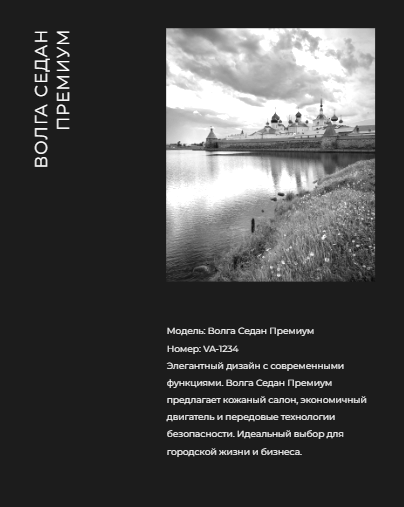 ВОЛГА СЕДАН
ПРЕМИУМ
Модель: Волга Седан Премиум
Номер: VA-1234
Элегантный дизайн с современными
функциями. Волга Седан Премиум
предлагает кожаный салон, экономичный
двигатель и передовые технологии
безопасности. Идеальный выбор для
городской жизни и бизнеса.